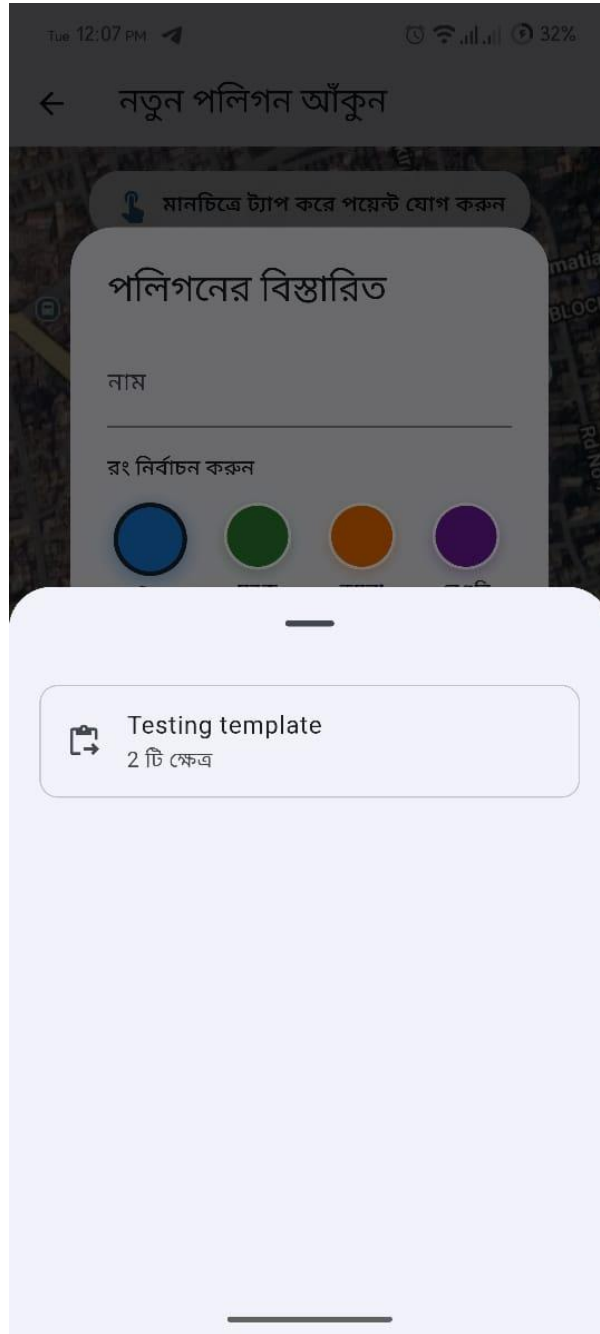 Tue 12:07 PM
32%
নতুন পলিগন আঁকুন
মানচিত্রে ট্যাপ করে পয়েন্ট যোগ করুন
পলিগনের বিস্তারিত
নাম
রং নির্বাচন করুন
Testing template
2 টি ক্ষেত্র